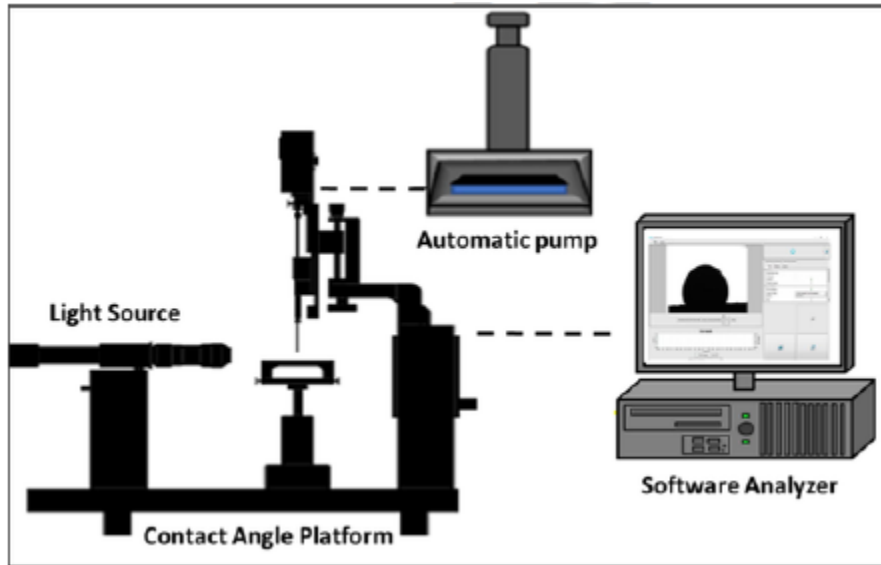 Automatic pump
Light Source
Software Analyzer
Contact Angle Platform